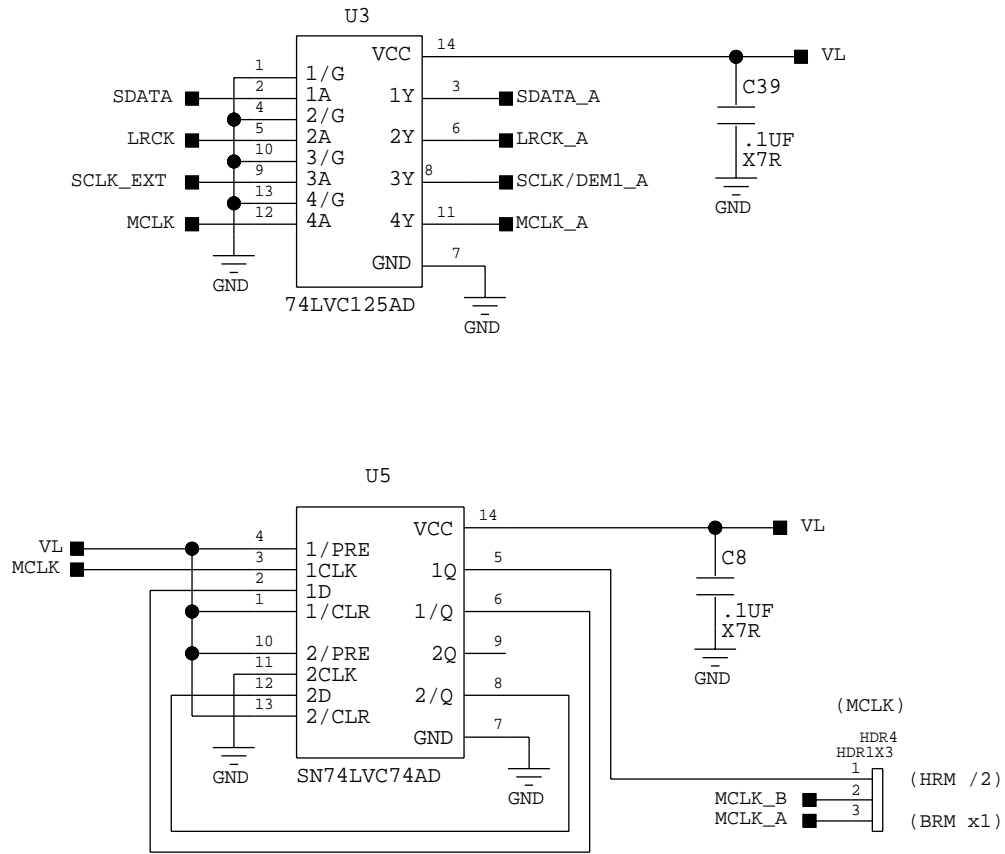 U3
VCC 14 VL
1 1/G
SDATA 2 1A 1Y 3 SDATA_A
4 2/G
LRCK 5 2A 2Y 6 LRCK_A
10 3/G
SCLK_EXT 9 3A 3Y 8 SCLK/DEM1_A
13 4/G
MCLK 12 4A 4Y 11 MCLK_A
GND 7
C39
.1UF
X7R
GND
GND
74LVC125AD
GND
U5
VCC 14 VL
VL 4 1/PRE
MCLK 3 1CLK 1Q 5
2 1D
1 1/CLR 1/Q 6
10 2/PRE 2Q 9
11 2CLK
12 2D 2/Q 8
13 2/CLR
GND 7
C8
.1UF
X7R
GND
GND
SN74LVC74AD
GND
(MCLK)
HDR4
HDR1X3
1 (HRM /2)
MCLK_B 2
MCLK_A 3 (BRM x1)